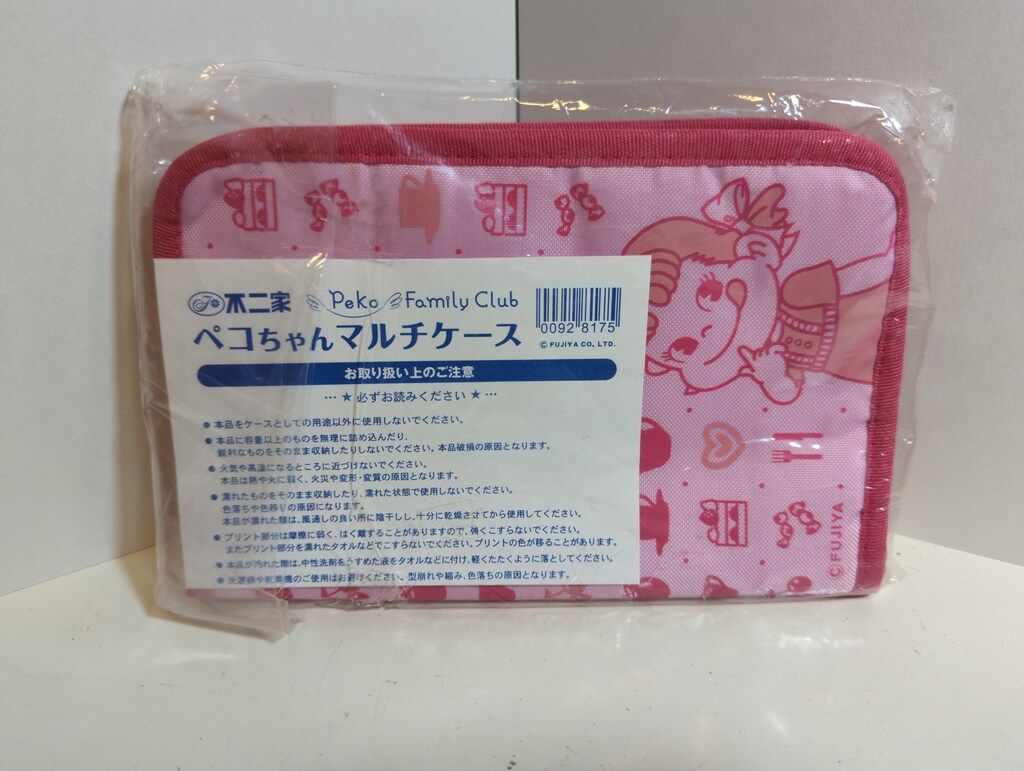 不二家 Peko Family Club
0092 8175
ペコちゃんマルチケース
© FUJIYA CO., LTD.
お取り扱い上のご注意
… ★ 必ずお読みください ★ …
● 本品をケースとしての用途以外に使用しないでください。
● 本品に容量以上のものを無理に詰め込んだり、
鋭利なものをそのまま収納したりしないでください。本品破損の原因となります。
● 火気や高温になるところに近づけないでください。
本品は熱や火に弱く、火災や変形・変質の原因となります。
● 濡れたものをそのまま収納したり、濡れた状態で使用しないでください。
色落ちや色移りの原因になります。
本品が濡れた際は、風通しの良い所に陰干しし、十分に乾燥させてから使用してください。
● プリント部分は摩擦に弱く、はく離することがありますので、強くこすらないでください。
またプリント部分を濡れたタオルなどでこすらないでください。プリントの色が移ることがあります。
● 本品が汚れた際は、中性洗剤をうすめた液をタオルなどに付け、軽くたたくように落としてください。
● 洗濯機や乾燥機のご使用はお避けください。型崩れや縮み、色落ちの原因となります。
©FUJIYA